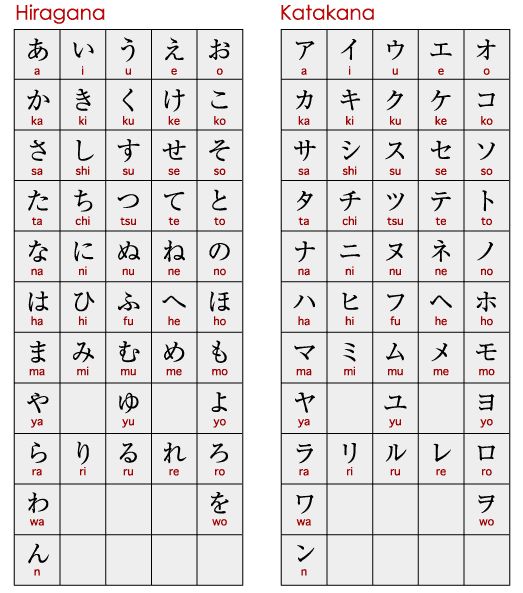 Hiragana
あ い う え お
a i u e o
か き く け こ
ka ki ku ke ko
さ し す せ そ
sa shi su se so
た ち つ て と
ta chi tsu te to
な に ぬ ね の
na ni nu ne no
は ひ ふ へ ほ
ha hi fu he ho
ま み む め も
ma mi mu me mo
や ゆ よ
ya yu yo
ら り る れ ろ
ra ri ru re ro
わ を
wa wo
ん
n
Katakana
ア イ ウ エ オ
a i u e o
カ キ ク ケ コ
ka ki ku ke ko
サ シ ス セ ソ
sa shi su se so
タ チ ツ テ ト
ta chi tsu te to
ナ ニ ヌ ネ ノ
na ni nu ne no
ハ ヒ フ ヘ ホ
ha hi fu he ho
マ ミ ム メ モ
ma mi mu me mo
ヤ ユ ヨ
ya yu yo
ラ リ ル レ ロ
ra ri ru re ro
ワ ヲ
wa wo
ン
n